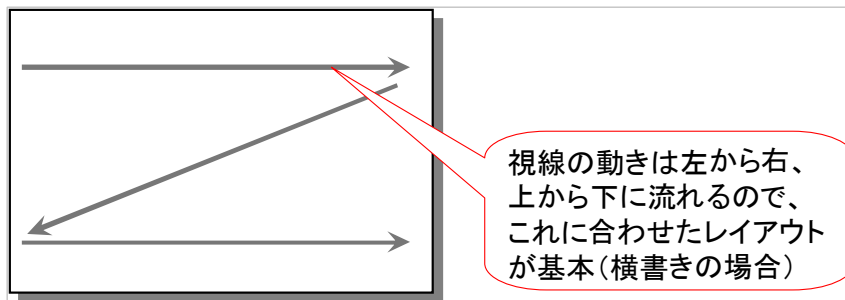 視線の動きは左から右、
上から下に流れるので、
これに合わせたレイアウト
が基本（横書きの場合）